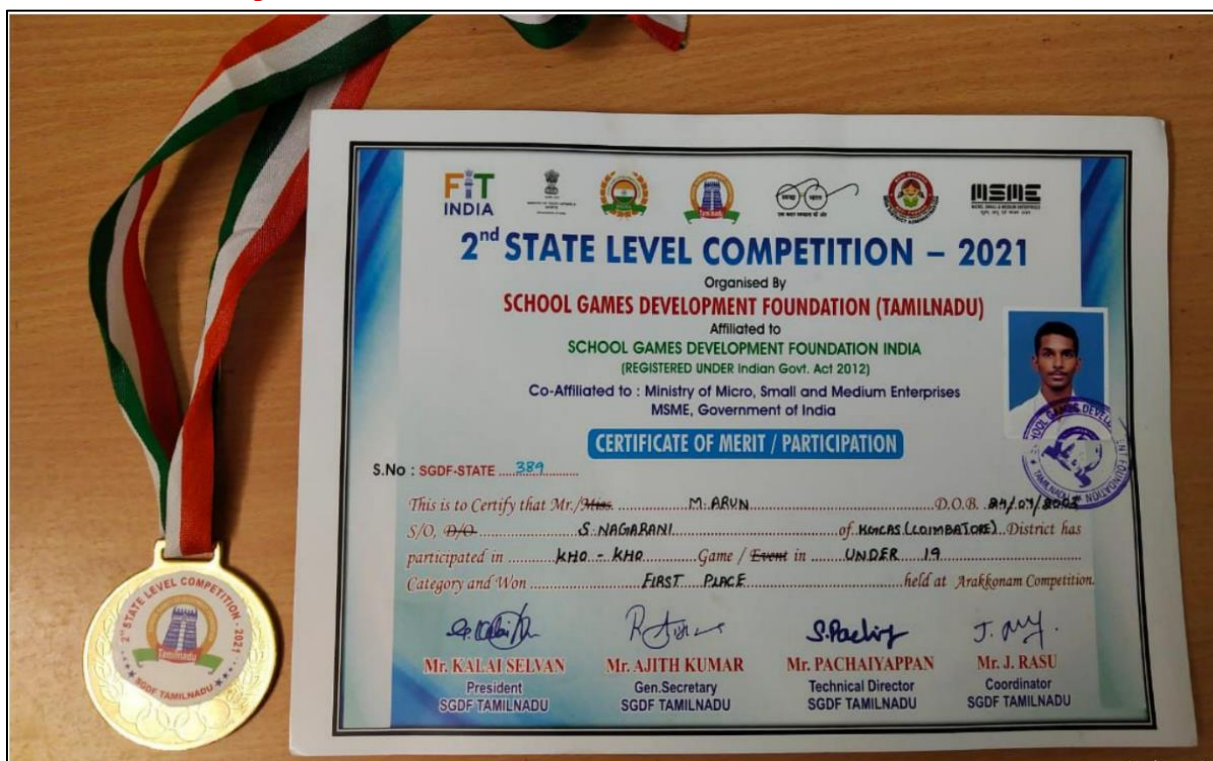 FiT
INDIA
MSME
2nd STATE LEVEL COMPETITION – 2021
Organised By
SCHOOL GAMES DEVELOPMENT FOUNDATION (TAMILNADU)
Affiliated to
SCHOOL GAMES DEVELOPMENT FOUNDATION INDIA
(REGISTERED UNDER Indian Govt. Act 2012)
Co-Affiliated to : Ministry of Micro, Small and Medium Enterprises
MSME, Government of India
CERTIFICATE OF MERIT / PARTICIPATION
S.No : SGDF-STATE 389
This is to Certify that Mr./Miss. M. ARUN D.O.B.
S/O, D/O S NAGARANI of (COIMBATORE) District has
participated in KHO - KHO Game / Event in UNDER 19
Category and Won FIRST PLACE held at Arakkonam Competition.
Mr. KALAI SELVAN Mr. AJITH KUMAR Mr. PACHAIYAPPAN Mr. J. RASU
President Gen.Secretary Technical Director Coordinator
SGDF TAMILNADU SGDF TAMILNADU SGDF TAMILNADU SGDF TAMILNADU
2nd STATE LEVEL COMPETITION - 2021
Tamilnadu
SGDF TAMILNADU